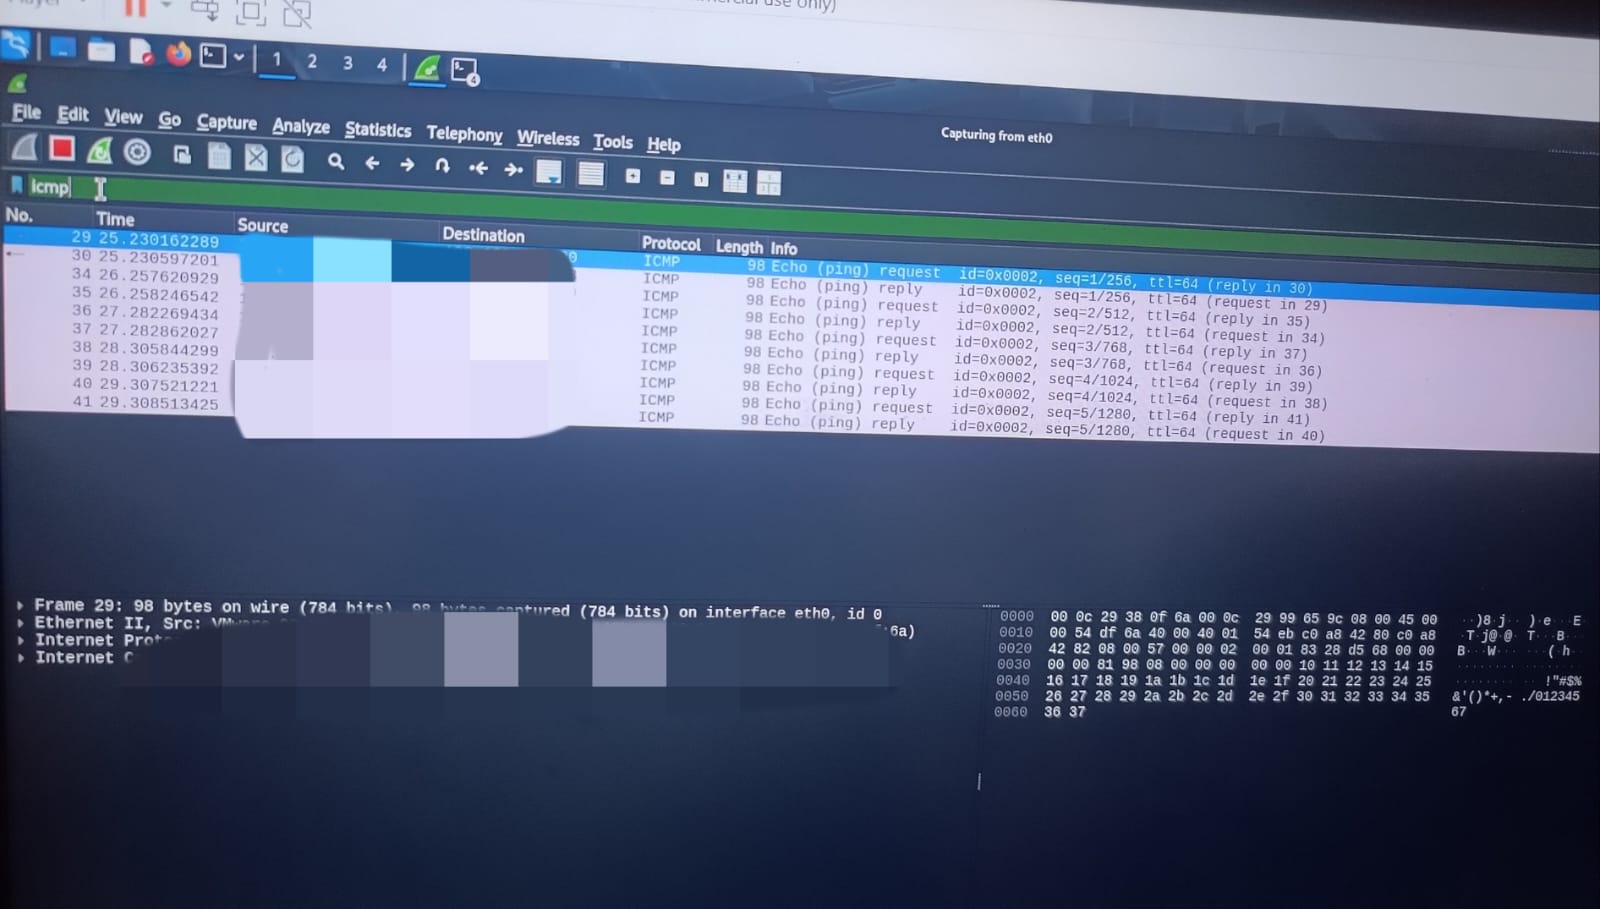 use only)
1 2 3 4
4
File Edit View Go Capture Analyze Statistics Telephony Wireless Tools Help
Capturing from eth0
icmp
No. Time Source Destination Protocol Length Info
29 25.230162289 0 ICMP 98 Echo (ping) request id=0x0002, seq=1/256, ttl=64 (reply in 30)
30 25.230597201 ICMP 98 Echo (ping) reply id=0x0002, seq=1/256, ttl=64 (request in 29)
34 26.257620929 ICMP 98 Echo (ping) request id=0x0002, seq=2/512, ttl=64 (reply in 35)
35 26.258246542 ICMP 98 Echo (ping) reply id=0x0002, seq=2/512, ttl=64 (request in 34)
36 27.282269434 ICMP 98 Echo (ping) request id=0x0002, seq=3/768, ttl=64 (reply in 37)
37 27.282862027 ICMP 98 Echo (ping) reply id=0x0002, seq=3/768, ttl=64 (request in 36)
38 28.305844299 ICMP 98 Echo (ping) request id=0x0002, seq=4/1024, ttl=64 (reply in 39)
39 28.306235392 ICMP 98 Echo (ping) reply id=0x0002, seq=4/1024, ttl=64 (request in 38)
40 29.307521221 ICMP 98 Echo (ping) request id=0x0002, seq=5/1280, ttl=64 (reply in 41)
41 29.308513425 ICMP 98 Echo (ping) reply id=0x0002, seq=5/1280, ttl=64 (request in 40)
Frame 29: 98 bytes on wire (784 bits), 98 bytes captured (784 bits) on interface eth0, id 0
Ethernet II, Src: :6a)
Internet
Internet
0000 00 0c 29 38 0f 6a 00 0c 29 99 65 9c 08 00 45 00 ··)8·j·· )·e···E·
0010 00 54 df 6a 40 00 40 01 54 eb c0 a8 42 80 c0 a8 ·T·j@·@· T···B···
0020 42 82 08 00 57 00 00 02 00 01 83 28 d5 68 00 00 B···W··· ···(·h··
0030 00 00 81 98 08 00 00 00 00 00 10 11 12 13 14 15 ········ ········
0040 16 17 18 19 1a 1b 1c 1d 1e 1f 20 21 22 23 24 25 ········ ·· !"#$%
0050 26 27 28 29 2a 2b 2c 2d 2e 2f 30 31 32 33 34 35 &'()*+,- ./012345
0060 36 37 67